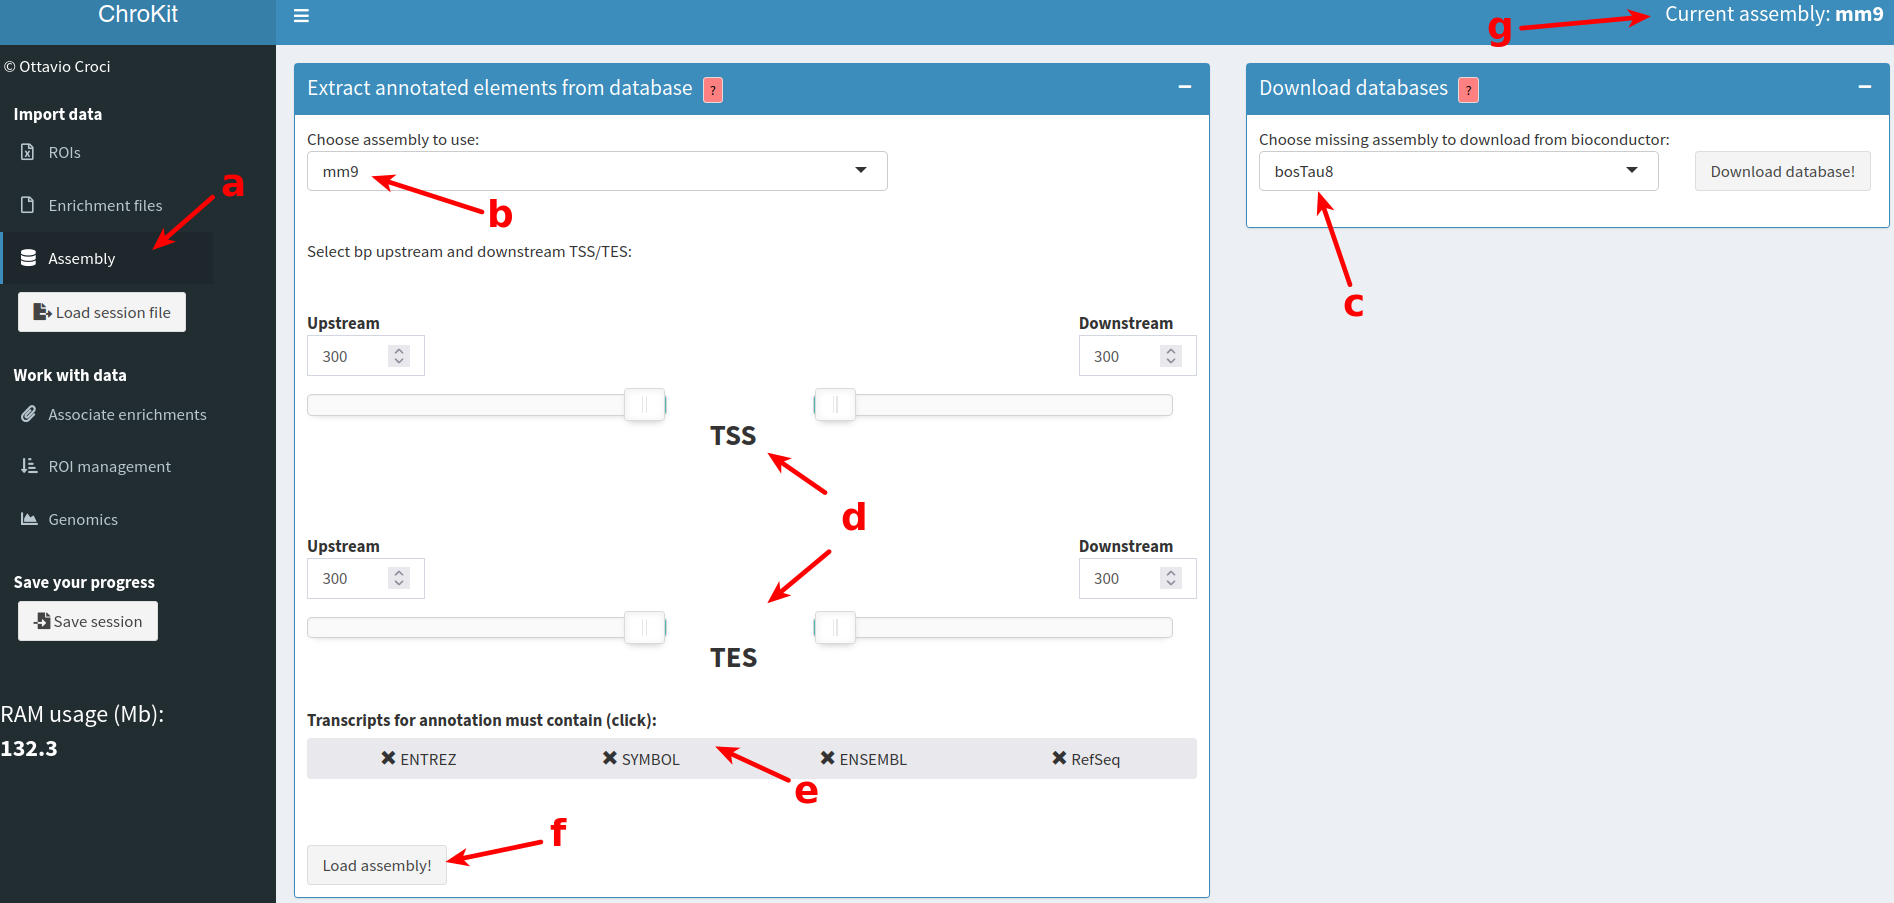 ChroKit
g
Current assembly: mm9
© Ottavio Croci
Import data
ROIs
Enrichment files
a
Assembly
Load session file
Work with data
Associate enrichments
ROI management
Genomics
Save your progress
Save session
RAM usage (Mb):
132.3
Extract annotated elements from database ?
Choose assembly to use:
mm9
b
Select bp upstream and downstream TSS/TES:
Upstream
Downstream
300
300
TSS
d
Upstream
Downstream
300
300
TES
Transcripts for annotation must contain (click):
ENTREZ SYMBOL ENSEMBL RefSeq
e
f
Load assembly!
Download databases ?
Choose missing assembly to download from bioconductor:
bosTau8
Download database!
c